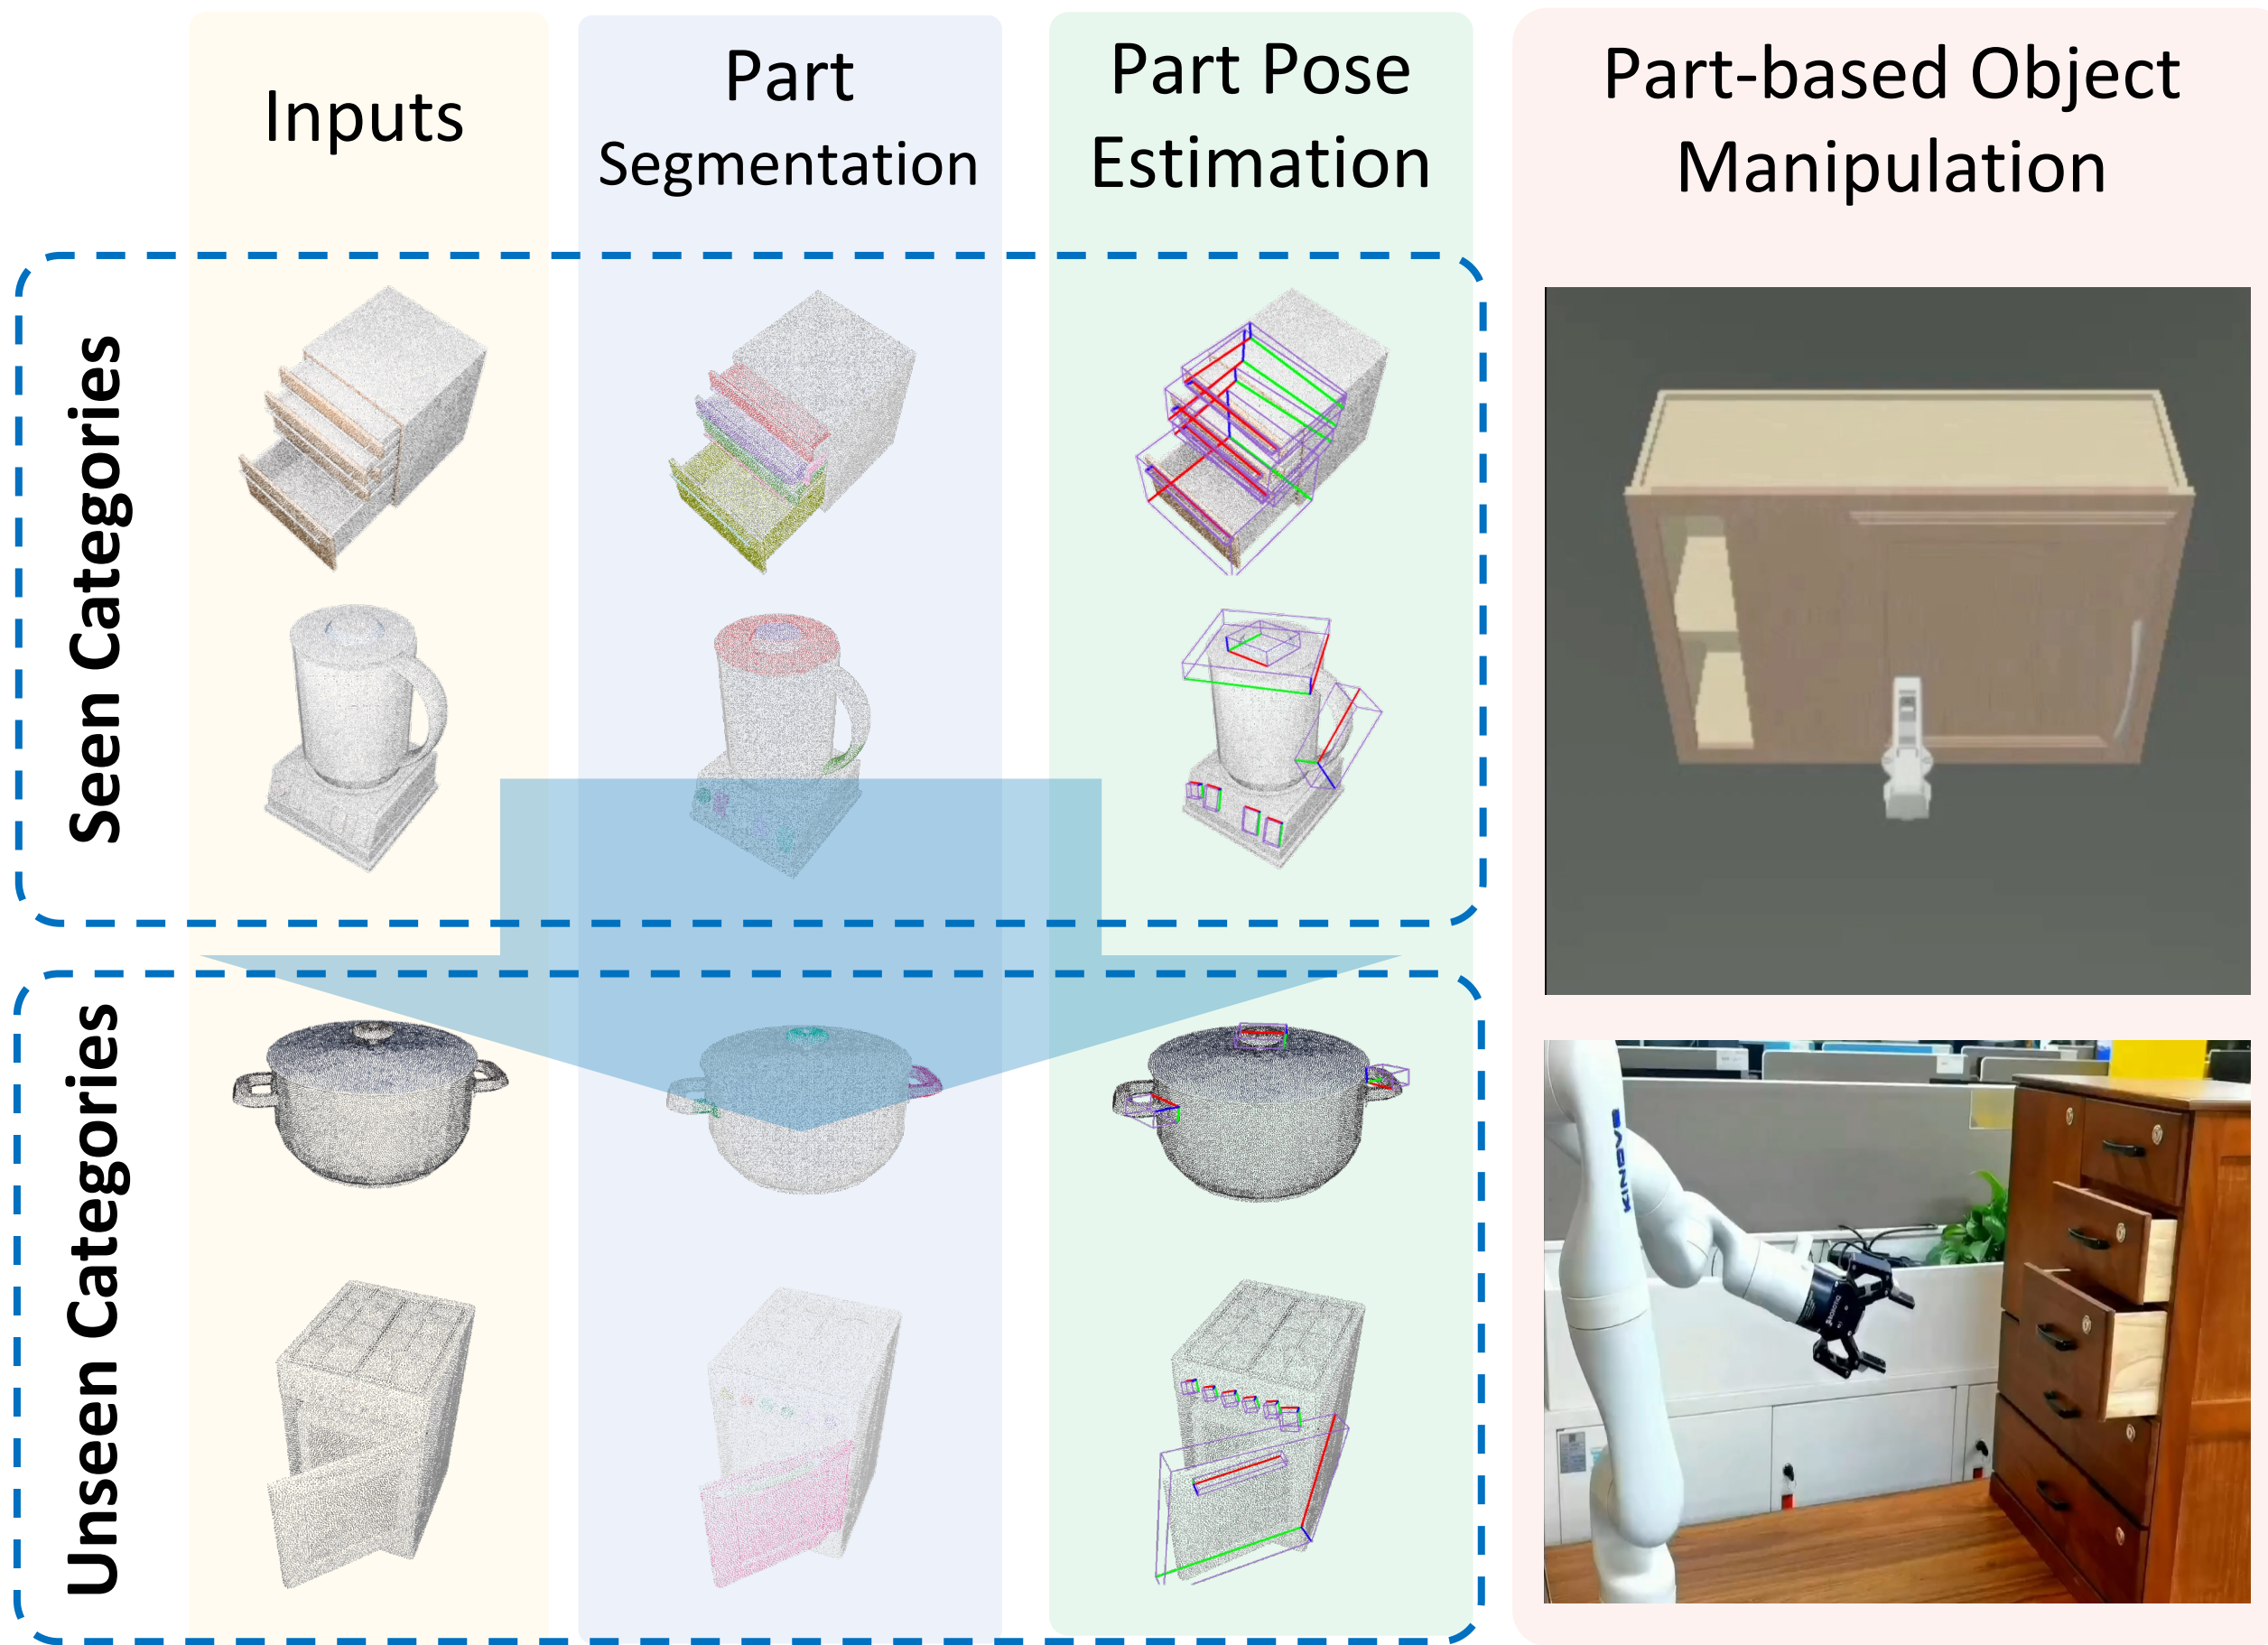 Inputs
Part
Segmentation
Part Pose
Estimation
Part-based Object
Manipulation
Seen Categories
Unseen Categories
KINOVA